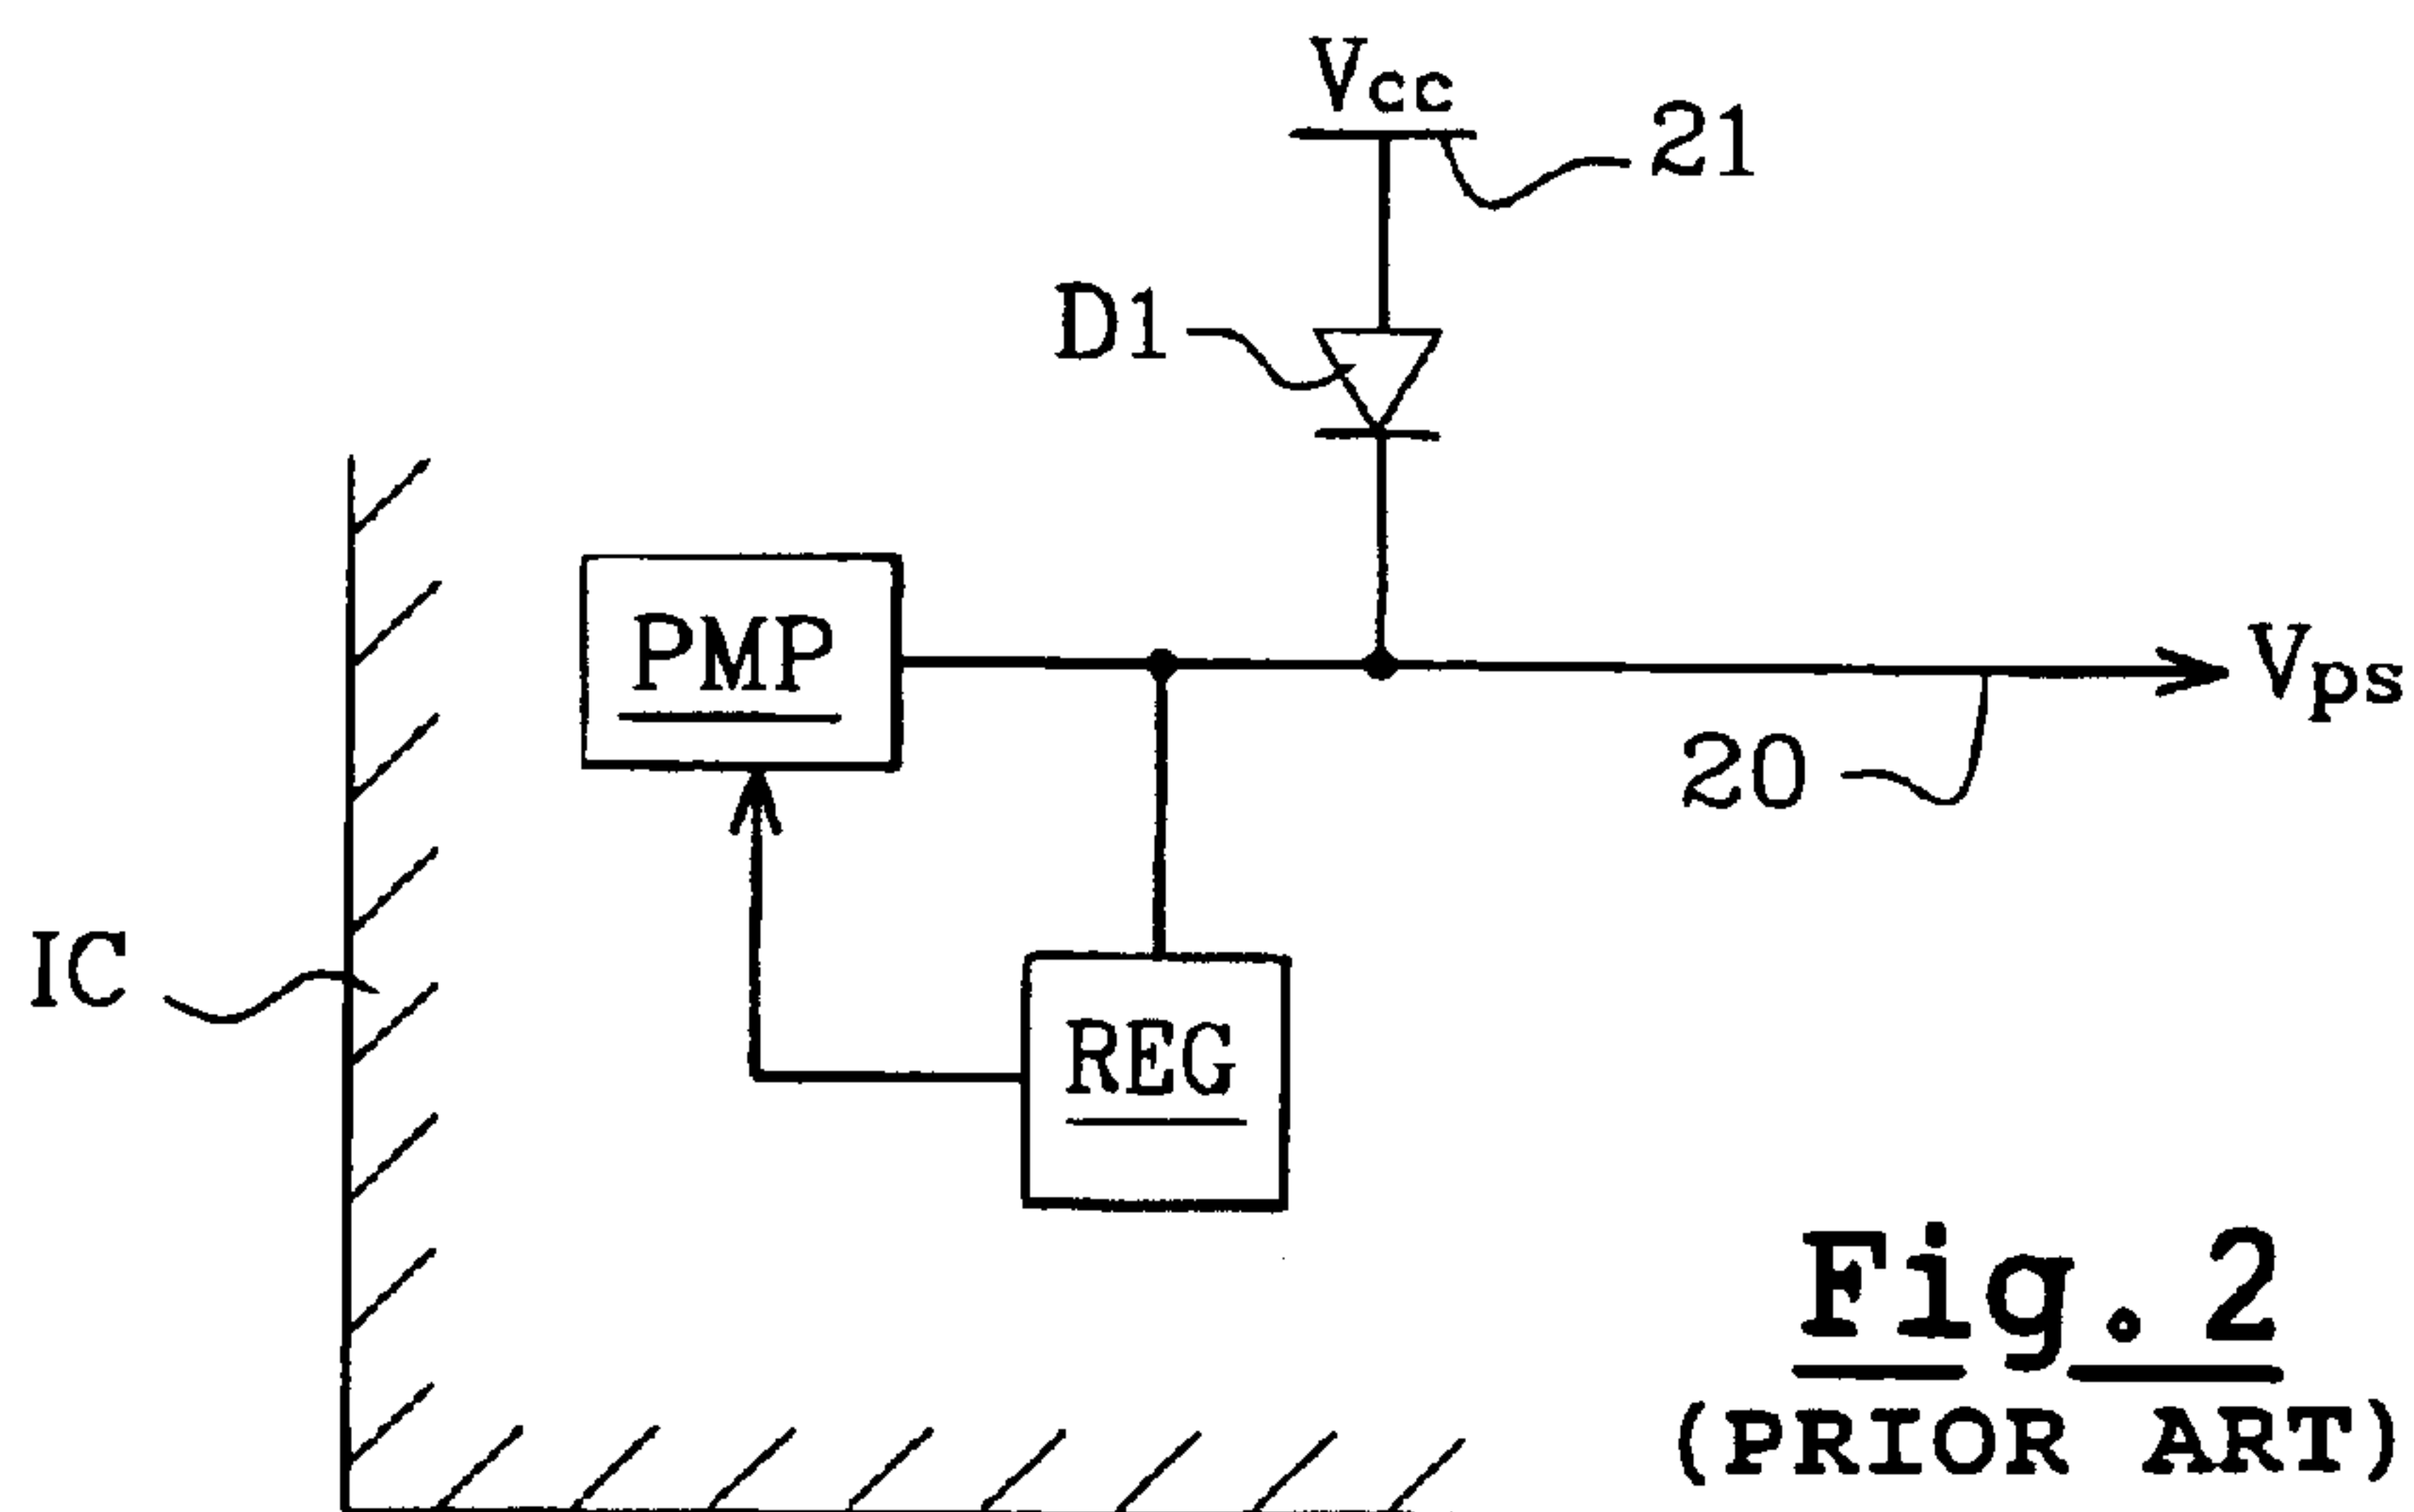 Vcc
21
D1
PMP
Vps
20
IC
REG
Fig. 2
(PRIOR ART)